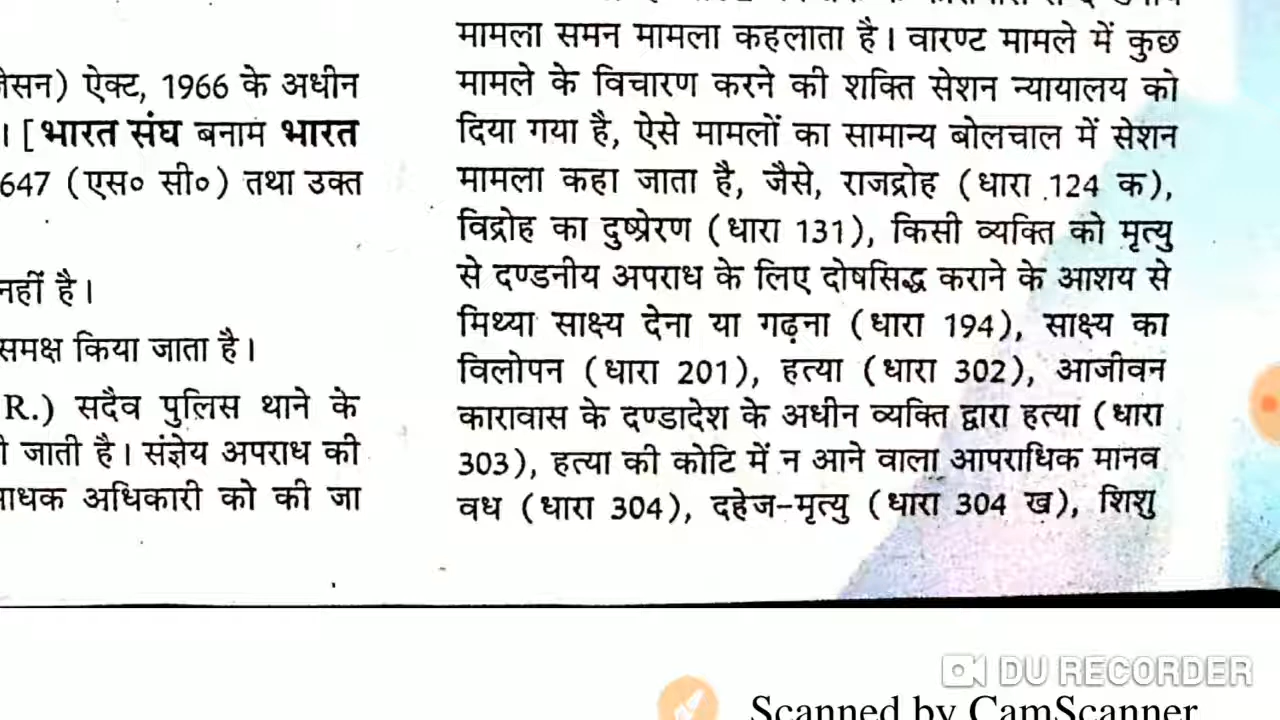 जेसन) ऐक्ट, 1966 के अधीन
। [भारत संघ बनाम भारत
647 (एस० सी०) तथा उक्त
नहीं है।
समक्ष किया जाता है।
R.) सदैव पुलिस थाने के
जाती है। संज्ञेय अपराध की
अधिकारी को की जा
मामला समन मामला कहलाता है। वारण्ट मामले में कुछ
मामले के विचारण करने की शक्ति सेशन न्यायालय को
दिया गया है, ऐसे मामलों का सामान्य बोलचाल में सेशन
मामला कहा जाता है, जैसे, राजद्रोह (धारा 124 क),
विद्रोह का दुष्प्रेरण (धारा 131), किसी व्यक्ति को मृत्यु
से दण्डनीय अपराध के लिए दोषसिद्ध कराने के आशय से
मिथ्या साक्ष्य देना या गढ़ना (धारा 194), साक्ष्य का
विलोपन (धारा 201), हत्या (धारा 302), आजीवन
कारावास के दण्डादेश के अधीन व्यक्ति द्वारा हत्या (धारा
303), हत्या की कोटि में न आने वाला आपराधिक मानव
वध (धारा 304), दहेज-मृत्यु (धारा 304 ख), शिशु
DU RECORDER
Scanned by CamScanner